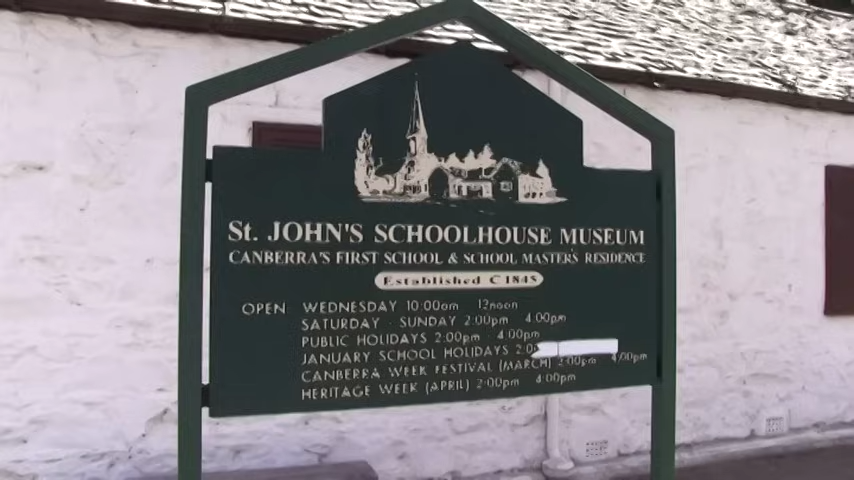 St. JOHN'S SCHOOLHOUSE MUSEUM
CANBERRA'S FIRST SCHOOL & SCHOOL MASTERS RESIDENCE
Established C1845
OPEN WEDNESDAY 10:00am 12noon
SATURDAY - SUNDAY 2:00pm 4:00pm
PUBLIC HOLIDAYS 2:00pm 4:00pm
JANUARY SCHOOL HOLIDAYS
CANBERRA WEEK FESTIVAL (MARCH) 2:00pm 4:00pm
HERITAGE WEEK (APRIL) 2:00pm 4:00pm